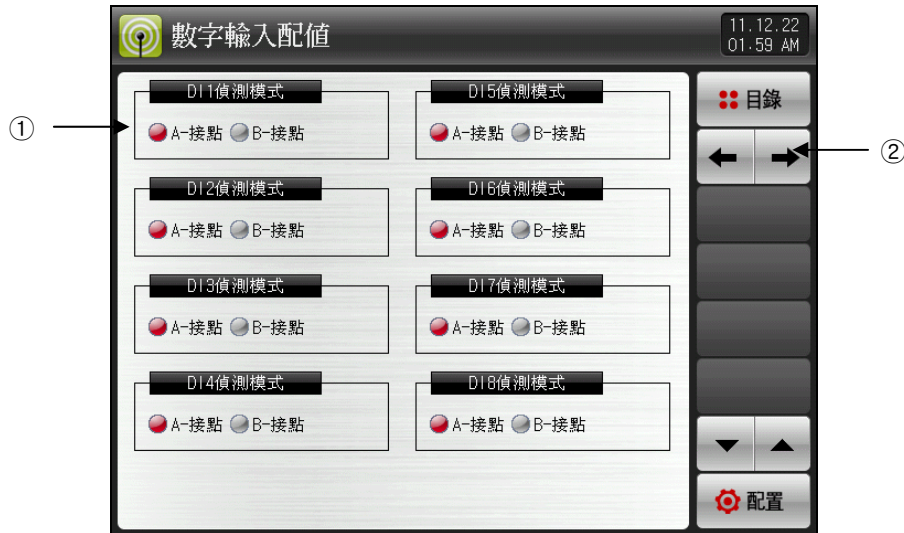 數字輸入配值
11.12.22
01·59 AM
DI1偵測模式
A-接點 B-接點
DI5偵測模式
A-接點 B-接點
DI2偵測模式
A-接點 B-接點
DI6偵測模式
A-接點 B-接點
DI3偵測模式
A-接點 B-接點
DI7偵測模式
A-接點 B-接點
DI4偵測模式
A-接點 B-接點
DI8偵測模式
A-接點 B-接點
目錄
配置
①
②